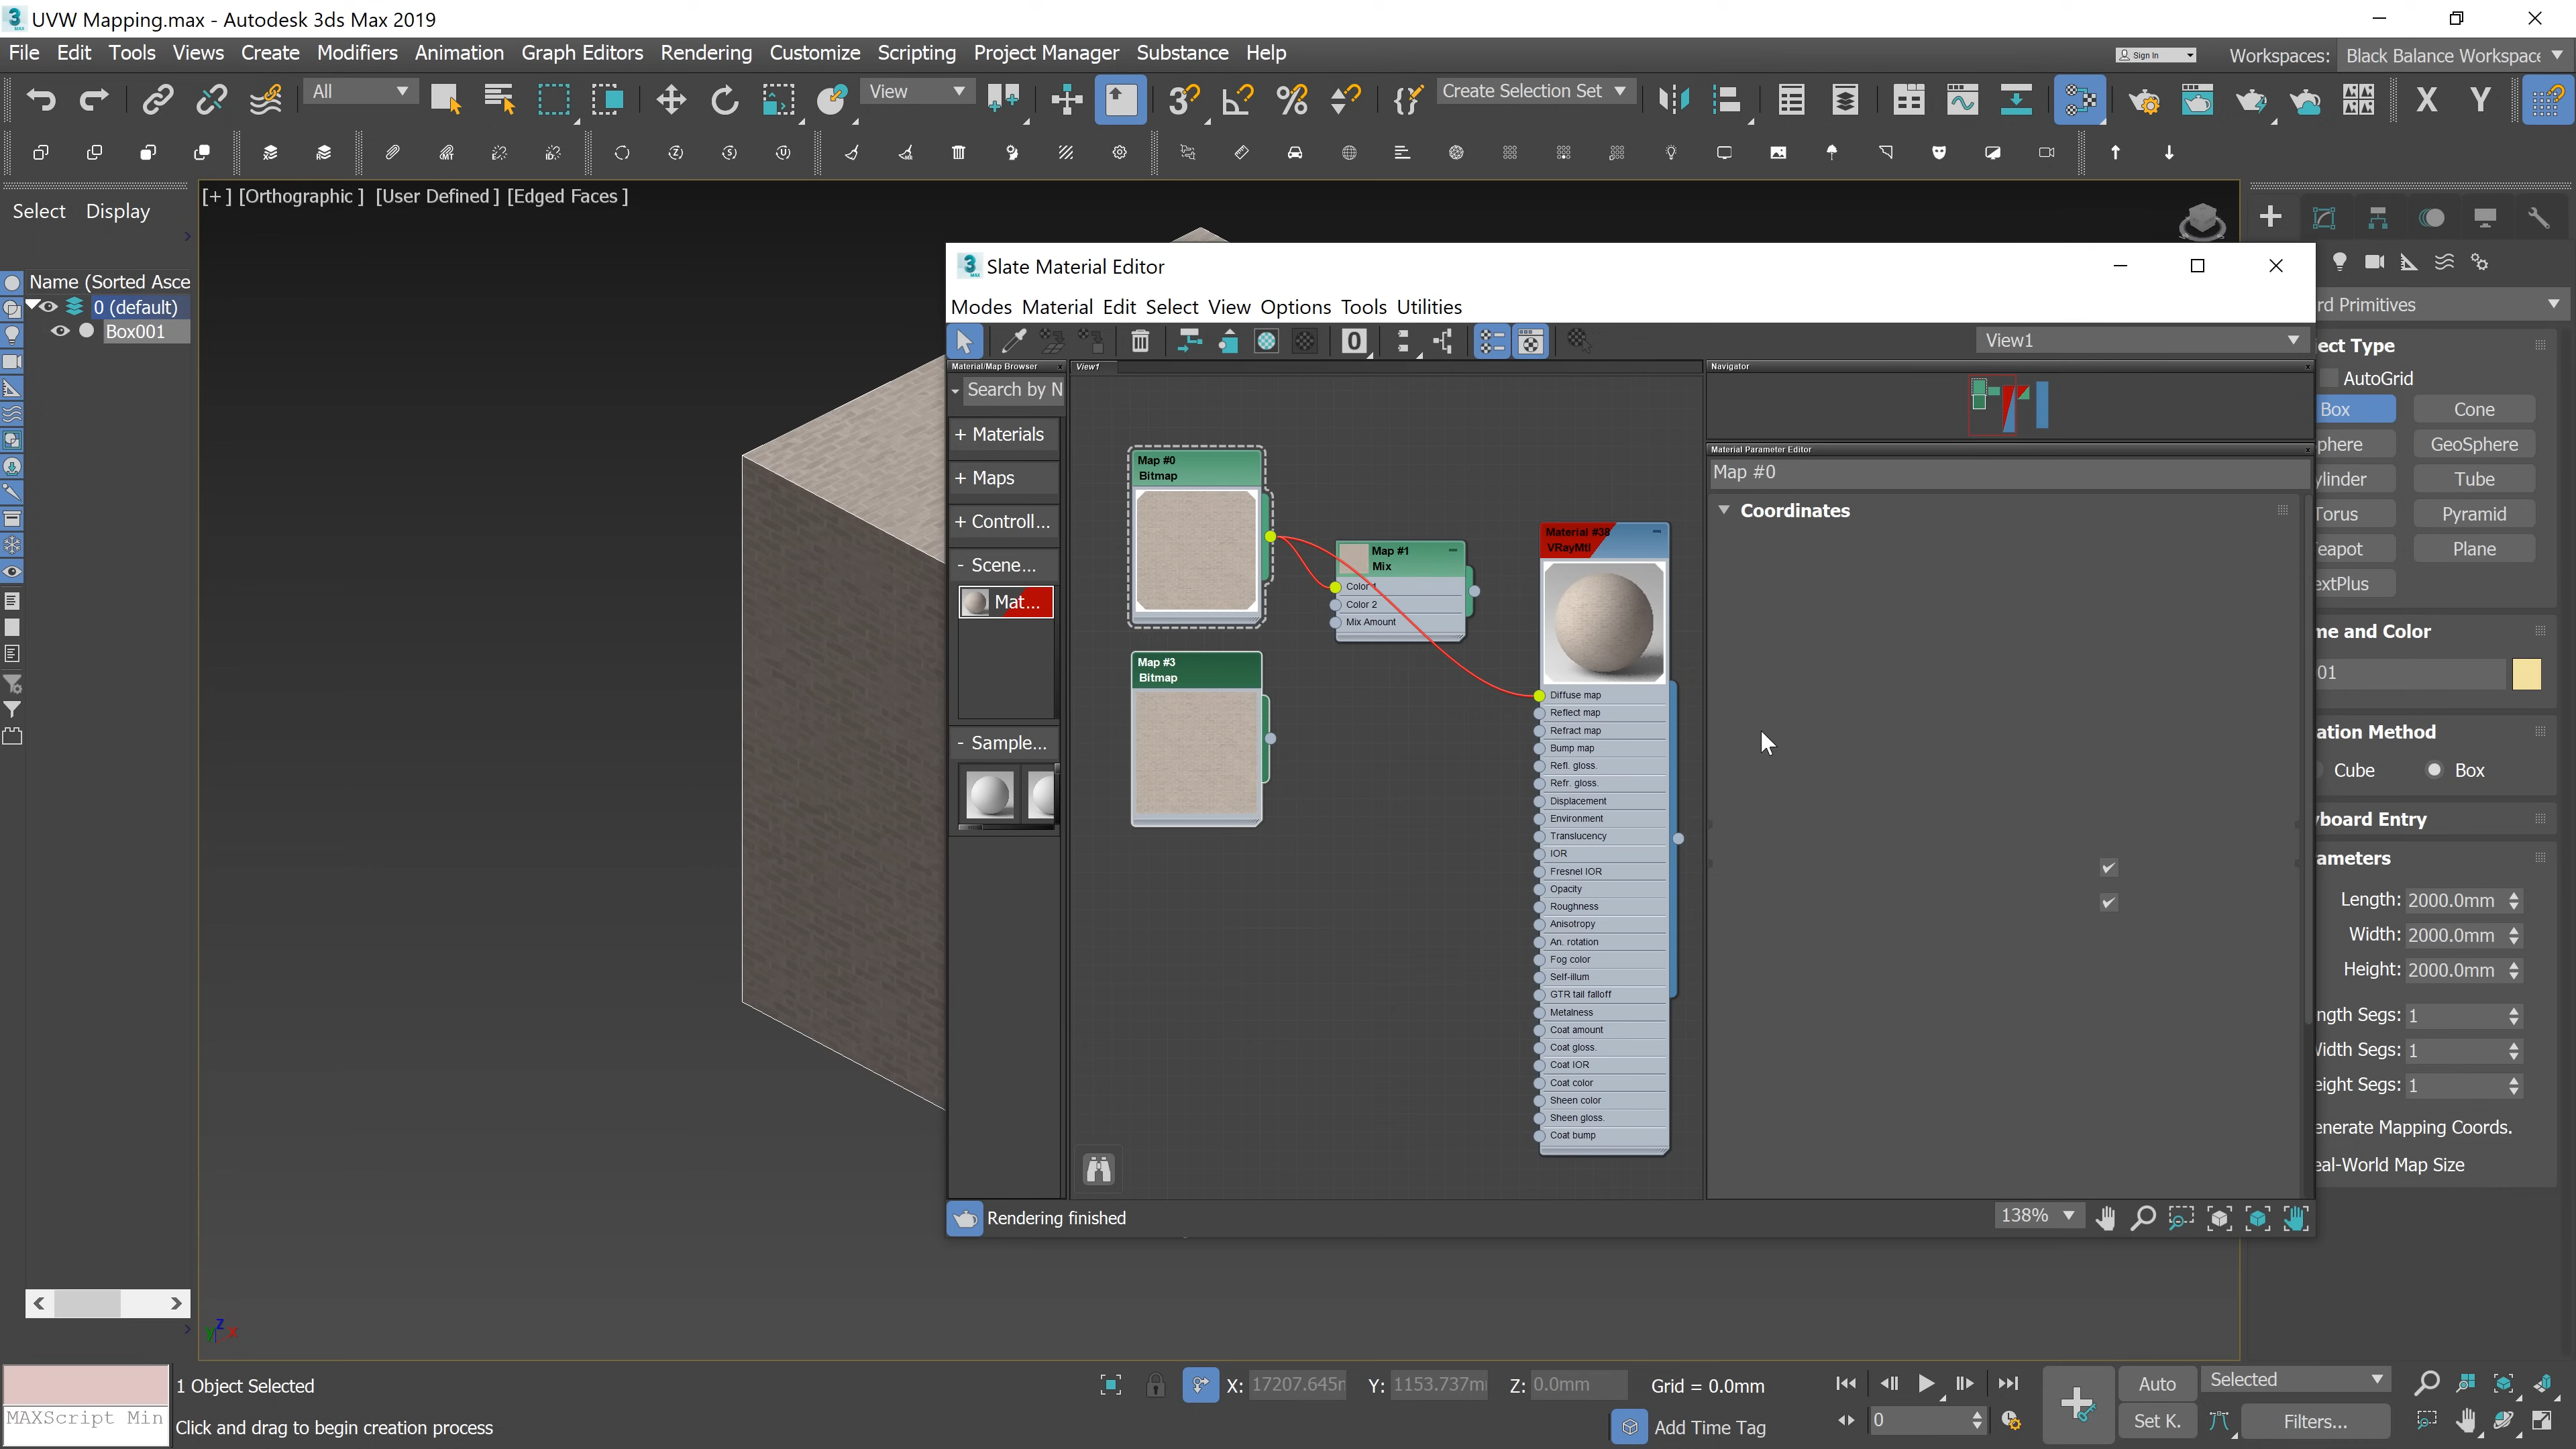 UVW Mapping.max - Autodesk 3ds Max 2019
File Edit Tools Views Create Modifiers Animation Graph Editors Rendering Customize Scripting Project Manager Substance Help
Sign In
Workspaces: Black Balance Workspace
All
View
Create Selection Set
X Y
[+] [Orthographic] [User Defined] [Edged Faces]
Select Display
Name (Sorted Asce
0 (default)
Box001
Slate Material Editor
Modes Material Edit Select View Options Tools Utilities
View1
Material/Map Browser
View1
Navigator
Search by N
+ Materials
+ Maps
+ Controll...
- Scene...
Mat...
- Sample...
Map #0
Bitmap
Map #3
Bitmap
Map #1
Mix
Color 1
Color 2
Mix Amount
Material #38
VRayMtl
Diffuse map
Reflect map
Refract map
Bump map
Refl. gloss.
Refr. gloss.
Displacement
Environment
Translucency
IOR
Fresnel IOR
Opacity
Roughness
Anisotropy
An. rotation
Fog color
Self-illum
GTR tail falloff
Metalness
Coat amount
Coat gloss.
Coat IOR
Coat color
Sheen color
Sheen gloss.
Coat bump
Material Parameter Editor
Map #0
Coordinates
Rendering finished
138%
rd Primitives
ect Type
AutoGrid
Box Cone
phere GeoSphere
ylinder Tube
Torus Pyramid
eapot Plane
extPlus
me and Color
01
ation Method
Cube Box
yboard Entry
ameters
Length: 2000.0mm
Width: 2000.0mm
Height: 2000.0mm
ngth Segs: 1
Width Segs: 1
eight Segs: 1
enerate Mapping Coords.
eal-World Map Size
z
y x
1 Object Selected
MAXScript Min
Click and drag to begin creation process
X: 17207.645m Y: 1153.737m Z: 0.0mm Grid = 0.0mm
Add Time Tag
0
Auto Selected
Set K. Filters...